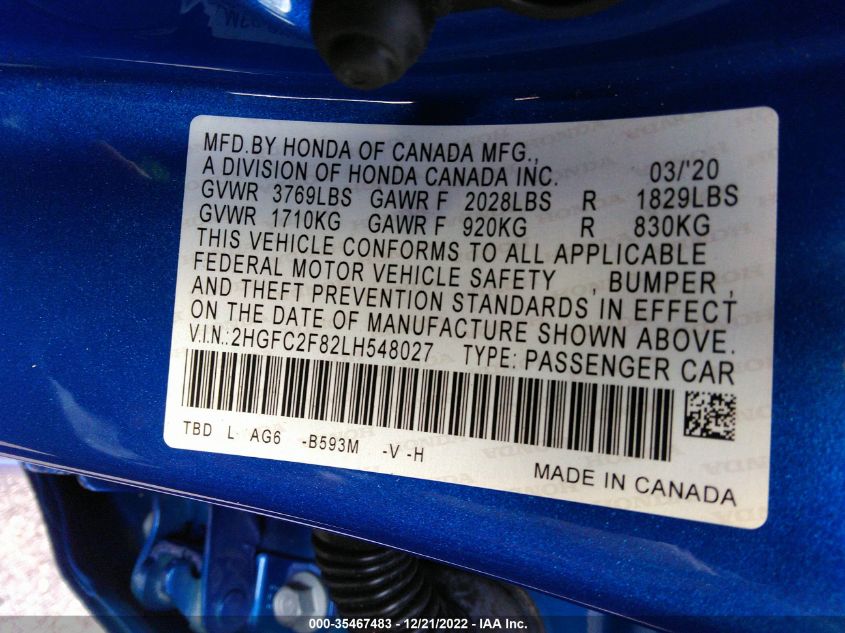 MFD.BY HONDA OF CANADA MFG.,
A DIVISION OF HONDA CANADA INC. 03/'20
GVWR 3769LBS GAWR F 2028LBS R 1829LBS
GVWR 1710KG GAWR F 920KG R 830KG
THIS VEHICLE CONFORMS TO ALL APPLICABLE
FEDERAL MOTOR VEHICLE SAFETY , BUMPER ,
AND THEFT PREVENTION STANDARDS IN EFFECT
ON THE DATE OF MANUFACTURE SHOWN ABOVE.
V.I.N.:2HGFC2F82LH548027 TYPE: PASSENGER CAR
TBD L AG6 -B593M -V -H
MADE IN CANADA
000-35467483 - 12/21/2022 - IAA Inc.